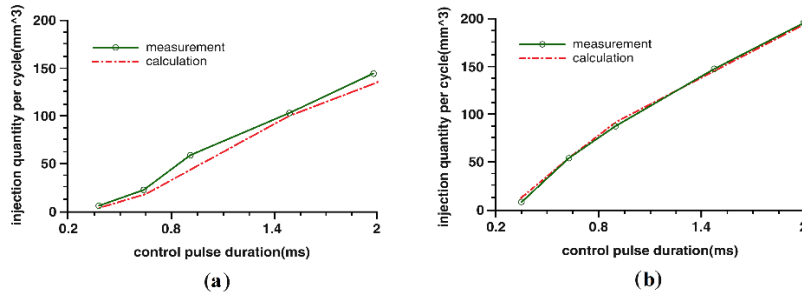 injection quantity per cycle(mm^3)
200
150
100
50
0
measurement
calculation
0.2
0.8
1.4
2
control pulse duration(ms)
(a)
injection quantity per cycle(mm^3)
200
150
100
50
0
measurement
calculation
0.2
0.8
1.4
2
control pulse duration(ms)
(b)